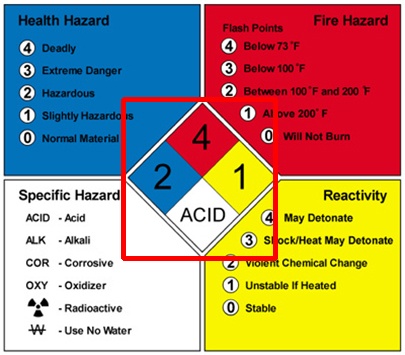 Health Hazard
4 Deadly
3 Extreme Danger
2 Hazardous
1 Slightly Hazardous
0 Normal Material
Fire Hazard
Flash Points
4 Below 73 °F
3 Below 100 °F
2 Between 100 °F and 200 °F
1 Above 200 °F
0 Will Not Burn
4
2
1
ACID
Specific Hazard
ACID - Acid
ALK - Alkali
COR - Corrosive
OXY - Oxidizer
- Radioactive
W - Use No Water
Reactivity
4 May Detonate
3 Shock/Heat May Detonate
2 Violent Chemical Change
1 Unstable If Heated
0 Stable